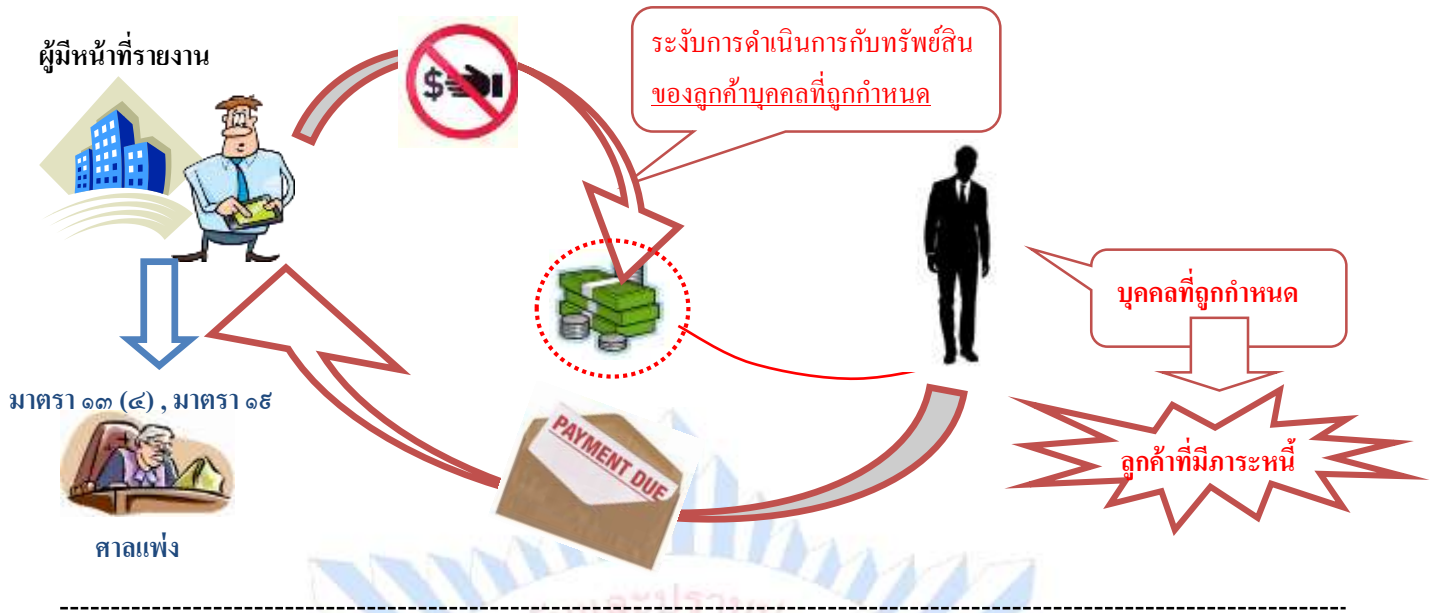 ผู้มีหน้าที่รายงาน
$
ระงับการดำเนินการกับทรัพย์สิน
ของลูกค้าบุคคลที่ถูกกำหนด
บุคคลที่ถูกกำหนด
ลูกค้าที่มีภาระหนี้
มาตรา ๑๓ (๔) , มาตรา ๑๙
PAYMENT DUE
ศาลแพ่ง